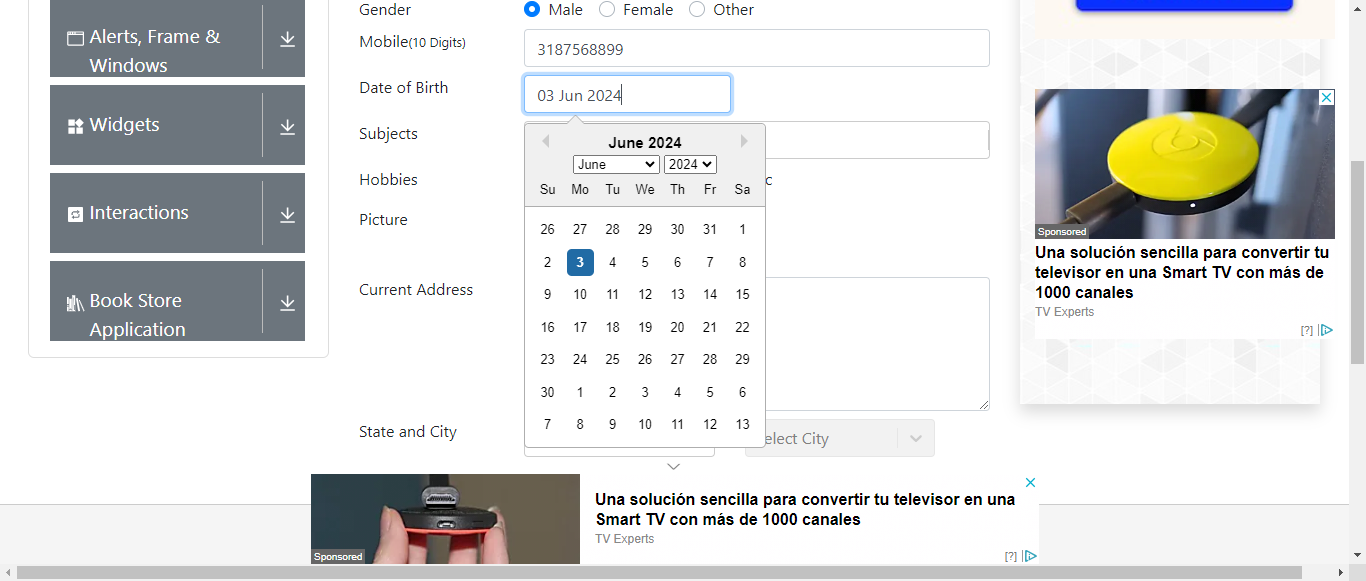 Alerts, Frame &
Windows
Widgets
Interactions
Book Store
Application
Gender
Male
Female
Other
Mobile(10 Digits)
3187568899
Date of Birth
03 Jun 2024
Subjects
Hobbies
c
Picture
Current Address
State and City
elect City
June 2024
June 2024
Su Mo Tu We Th Fr Sa
26 27 28 29 30 31 1
2 3 4 5 6 7 8
9 10 11 12 13 14 15
16 17 18 19 20 21 22
23 24 25 26 27 28 29
30 1 2 3 4 5 6
7 8 9 10 11 12 13
Sponsored
Una solución sencilla para convertir tu
televisor en una Smart TV con más de
1000 canales
TV Experts
[?]
Sponsored
Una solución sencilla para convertir tu televisor en una
Smart TV con más de 1000 canales
TV Experts
[?]